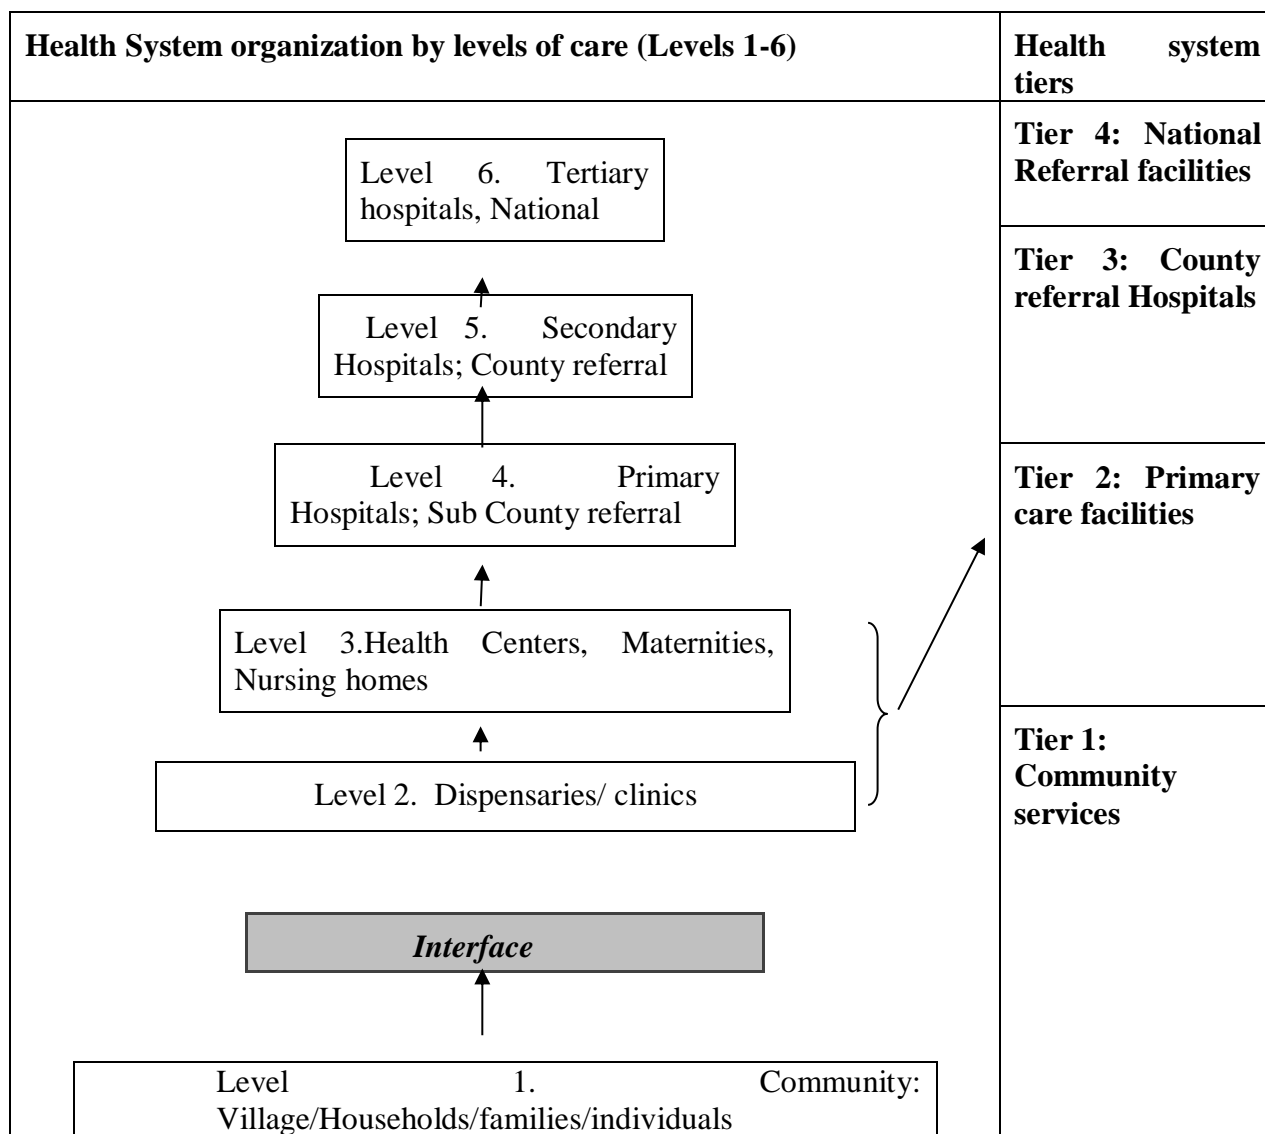 Health System organization by levels of care (Levels 1-6)
Health system
tiers
Level 6. Tertiary
hospitals, National
Level 5. Secondary
Hospitals; County referral
Level 4. Primary
Hospitals; Sub County referral
Level 3.Health Centers, Maternities,
Nursing homes
Level 2. Dispensaries/ clinics
Interface
Level 1. Community:
Village/Households/families/individuals
Tier 4: National
Referral facilities
Tier 3: County
referral Hospitals
Tier 2: Primary
care facilities
Tier 1:
Community
services